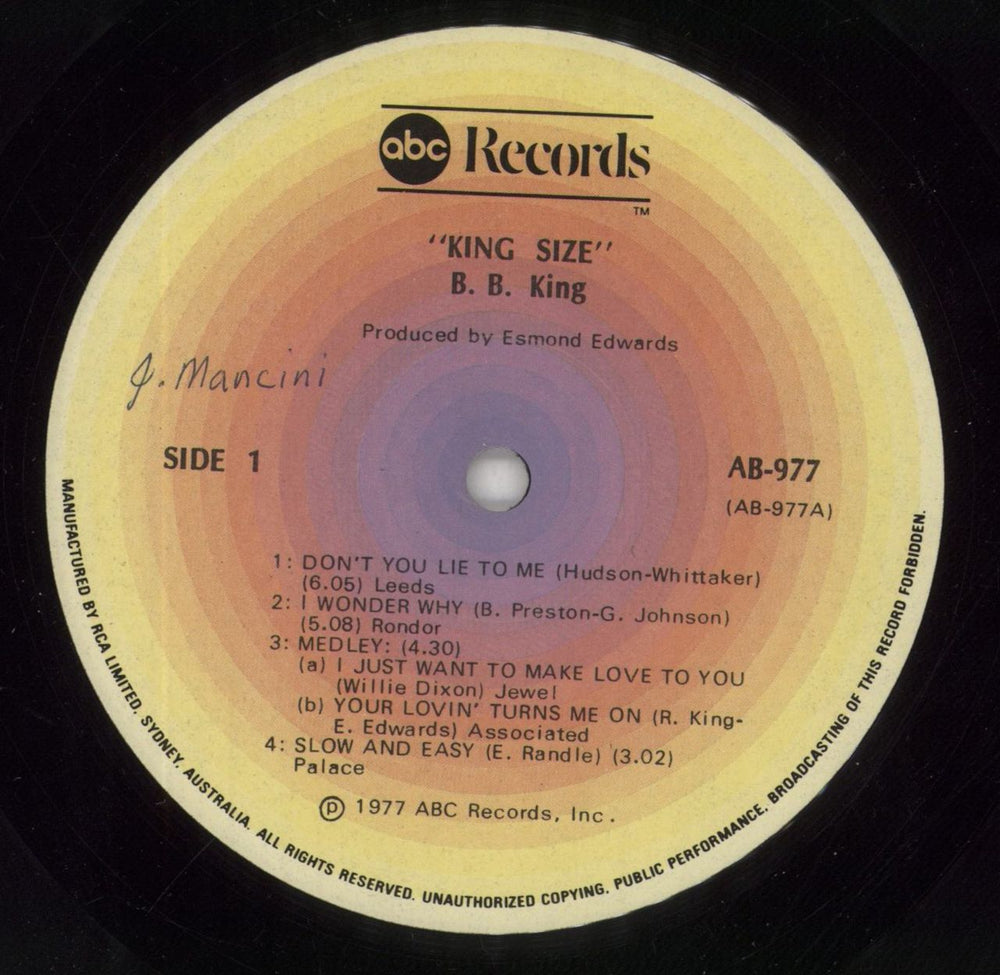 abc Records
TM
"KING SIZE"
B. B. King
Produced by Esmond Edwards
J. Mancini
SIDE 1
AB-977
(AB-977A)
1: DON'T YOU LIE TO ME (Hudson-Whittaker)
(6.05) Leeds
2: I WONDER WHY (B. Preston-G. Johnson)
(5.08) Rondor
3: MEDLEY: (4.30)
(a) I JUST WANT TO MAKE LOVE TO YOU
(Willie Dixon) Jewel
(b) YOUR LOVIN' TURNS ME ON (R. King-
E. Edwards) Associated
4: SLOW AND EASY (E. Randle) (3.02)
Palace
℗ 1977 ABC Records, Inc.
MANUFACTURED BY RCA LIMITED. SYDNEY. AUSTRALIA. ALL RIGHTS RESERVED. UNAUTHORIZED COPYING. PUBLIC PERFORMANCE. BROADCASTING OF THIS RECORD FORBIDDEN.